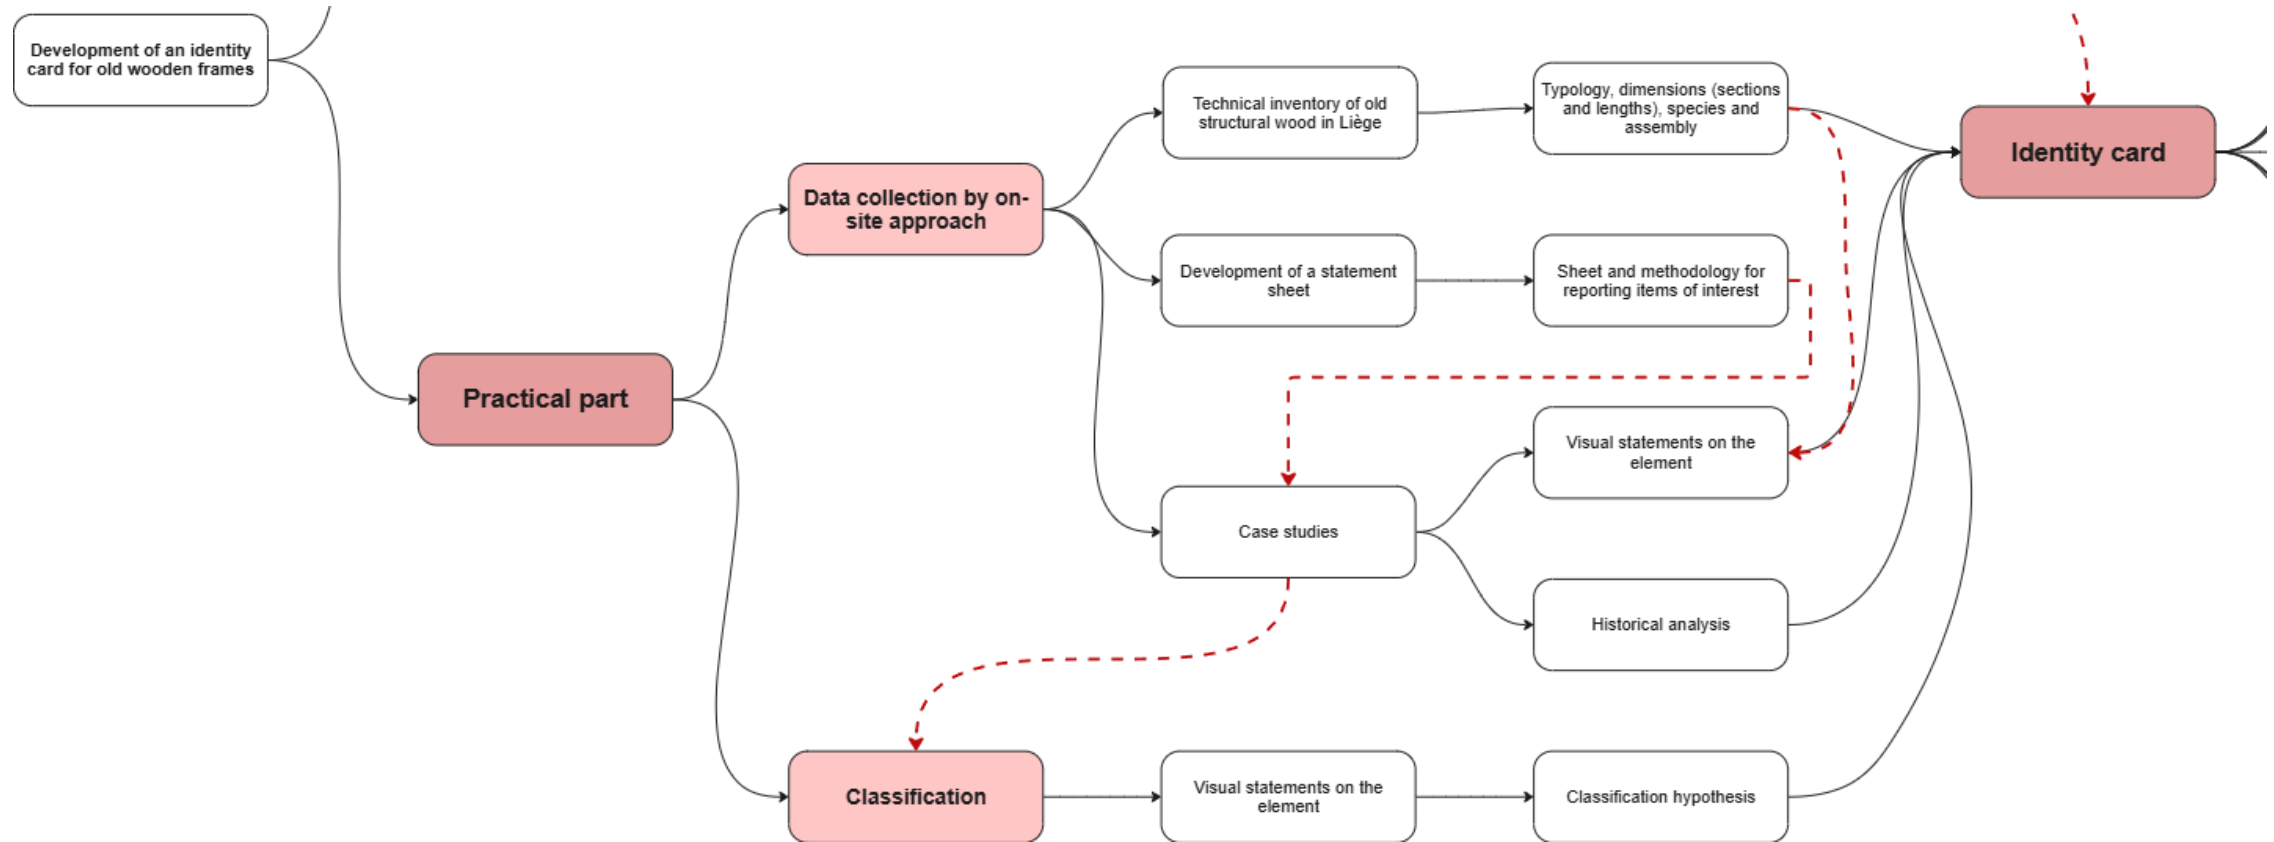 Development of an identity
card for old wooden frames
Practical part
Data collection by on-
site approach
Technical inventory of old
structural wood in Liège
Typology, dimensions (sections
and lengths), species and
assembly
Identity card
Development of a statement
sheet
Sheet and methodology for
reporting items of interest
Case studies
Visual statements on the
element
Historical analysis
Classification
Visual statements on the
element
Classification hypothesis